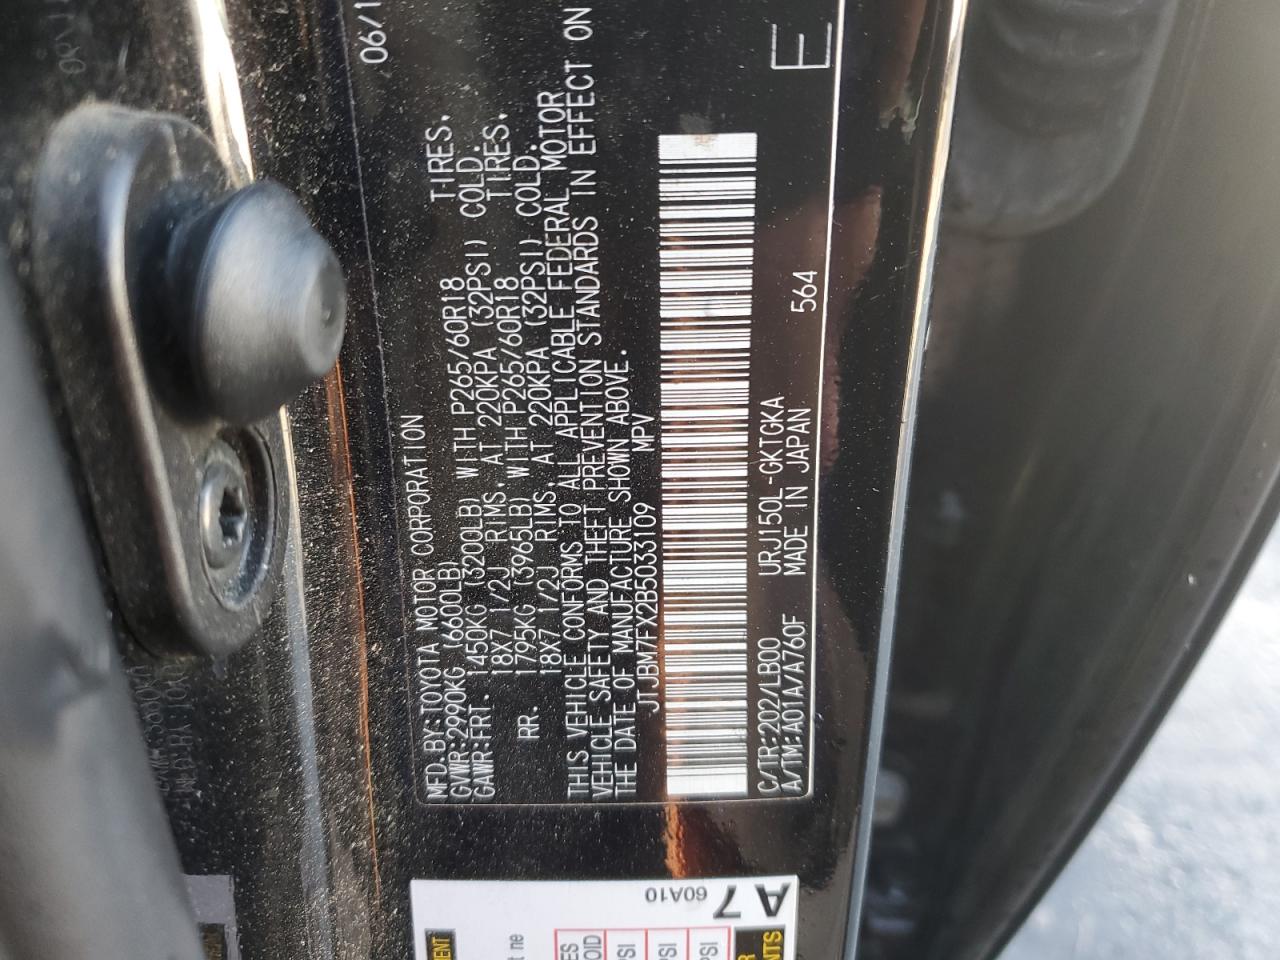 MFD.BY:TOYOTA MOTOR CORPORATION 06/1
GVWR:2990KG (6600LB)
GAWR:FRT. 1450KG (3200LB) WITH P265/60R18 TIRES,
18X7 1/2J RIMS, AT 220KPA (32PSI) COLD.
RR. 1795KG (3965LB) WITH P265/60R18 TIRES,
18X7 1/2J RIMS, AT 220KPA (32PSI) COLD.
THIS VEHICLE CONFORMS TO ALL APPLICABLE FEDERAL MOTOR
VEHICLE SAFETY AND THEFT PREVENTION STANDARDS IN EFFECT ON
THE DATE OF MANUFACTURE SHOWN ABOVE.
JTJBM7FX2B5033109 MPV
C/TR:202/LB00 URJ150L-GKTGKA 564
A/TM:A01A/A760F MADE IN JAPAN
E
A7
60A10